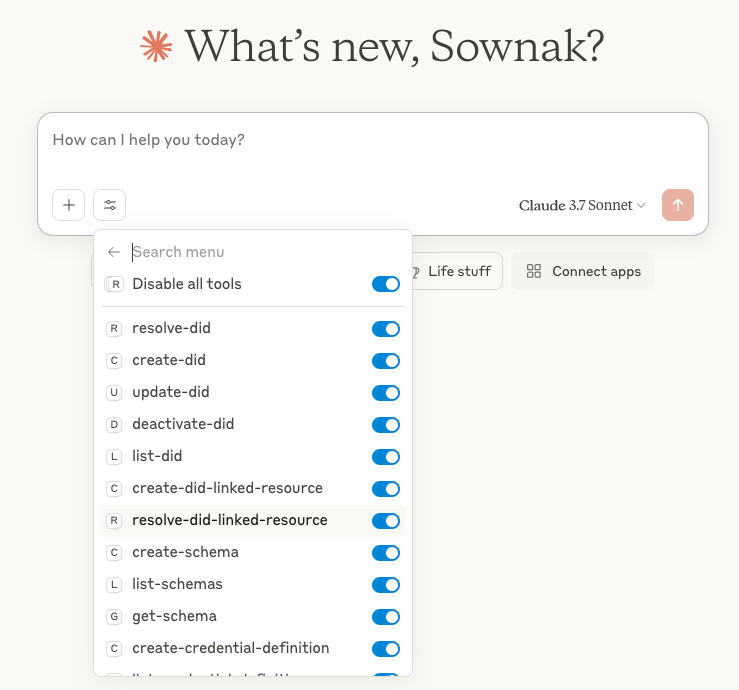 What's new, Sownak?
How can I help you today?
Claude 3.7 Sonnet
Search menu
R Disable all tools
Life stuff
Connect apps
R resolve-did
C create-did
U update-did
D deactivate-did
L list-did
C create-did-linked-resource
R resolve-did-linked-resource
C create-schema
L list-schemas
G get-schema
C create-credential-definition